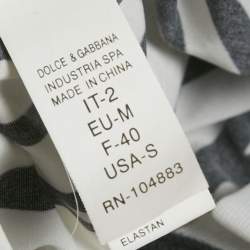 DOLCE & GABBANA
INDUSTRIA SPA
MADE IN CHINA
IT-2
EU-M
F-40
USA-S
RN-104883
ELASTAN